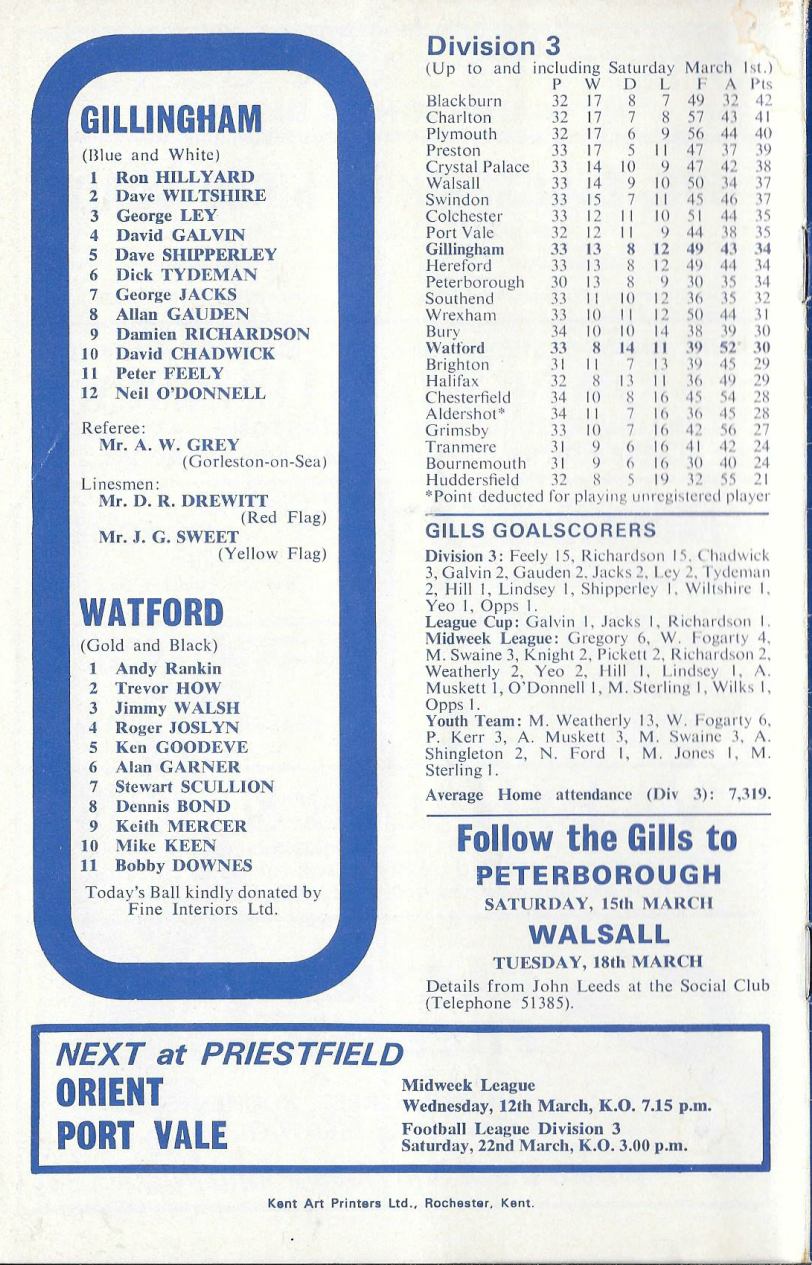 GILLINGHAM
(Blue and White)
1 Ron HILLYARD
2 Dave WILTSHIRE
3 George LEY
4 David GALVIN
5 Dave SHIPPERLEY
6 Dick TYDEMAN
7 George JACKS
8 Allan GAUDEN
9 Damien RICHARDSON
10 David CHADWICK
11 Peter FEELY
12 Neil O'DONNELL
Referee:
Mr. A. W. GREY
(Gorleston-on-Sea)
Linesmen:
Mr. D. R. DREWITT
(Red Flag)
Mr. J. G. SWEET
(Yellow Flag)
WATFORD
(Gold and Black)
1 Andy Rankin
2 Trevor HOW
3 Jimmy WALSH
4 Roger JOSLYN
5 Ken GOODEVE
6 Alan GARNER
7 Stewart SCULLION
8 Dennis BOND
9 Keith MERCER
10 Mike KEEN
11 Bobby DOWNES
Today's Ball kindly donated by
Fine Interiors Ltd.
Division 3
(Up to and including Saturday March 1st.)
P W D L F A Pts
Blackburn 32 17 8 7 49 32 42
Charlton 32 17 7 8 57 43 41
Plymouth 32 17 6 9 56 44 40
Preston 33 17 5 11 47 37 39
Crystal Palace 33 14 10 9 47 42 38
Walsall 33 14 9 10 50 34 37
Swindon 33 15 7 11 45 46 37
Colchester 33 12 11 10 51 44 35
Port Vale 32 12 11 9 44 38 35
Gillingham 33 13 8 12 49 43 34
Hereford 33 13 8 12 49 44 34
Peterborough 30 13 8 9 30 35 34
Southend 33 11 10 12 36 35 32
Wrexham 33 10 11 12 50 44 31
Bury 34 10 10 14 38 39 30
Watford 33 8 14 11 39 52 30
Brighton 31 11 7 13 39 45 29
Halifax 32 8 13 11 36 49 29
Chesterfield 34 10 8 16 45 54 28
Aldershot* 34 11 7 16 36 45 28
Grimsby 33 10 7 16 42 56 27
Tranmere 31 9 6 16 41 42 24
Bournemouth 31 9 6 16 30 40 24
Huddersfield 32 8 5 19 32 55 21
*Point deducted for playing unregistered player
GILLS GOALSCORERS
Division 3: Feely 15, Richardson 15, Chadwick
3, Galvin 2, Gauden 2, Jacks 2, Ley 2, Tydeman
2, Hill 1, Lindsey 1, Shipperley 1, Wiltshire 1,
Yeo 1, Opps 1.
League Cup: Galvin 1, Jacks 1, Richardson 1.
Midweek League: Gregory 6, W. Fogarty 4,
M. Swaine 3, Knight 2, Pickett 2, Richardson 2,
Weatherly 2, Yeo 2, Hill 1, Lindsey 1, A.
Muskett 1, O'Donnell 1, M. Sterling 1, Wilks 1,
Opps 1.
Youth Team: M. Weatherly 13, W. Fogarty 6,
P. Kerr 3, A. Muskett 3, M. Swaine 3, A.
Shingleton 2, N. Ford 1, M. Jones 1, M.
Sterling 1.
Average Home attendance (Div 3): 7,319.
Follow the Gills to
PETERBOROUGH
SATURDAY, 15th MARCH
WALSALL
TUESDAY, 18th MARCH
Details from John Leeds at the Social Club
(Telephone 51385).
NEXT at PRIESTFIELD
ORIENT
Midweek League
Wednesday, 12th March, K.O. 7.15 p.m.
PORT VALE
Football League Division 3
Saturday, 22nd March, K.O. 3.00 p.m.
Kent Art Printers Ltd., Rochester, Kent.